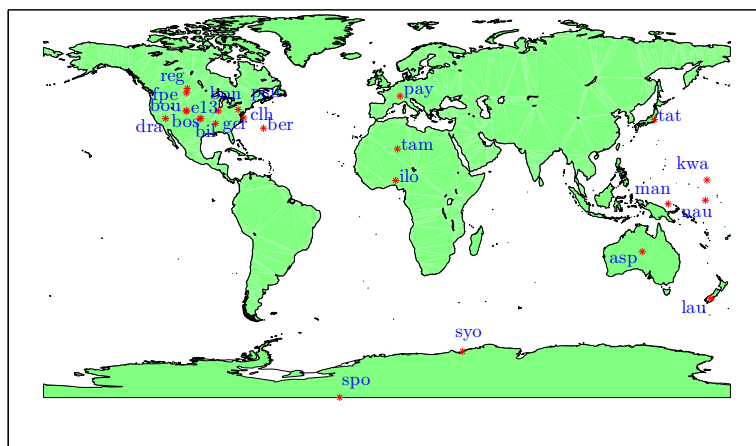 reg
fpe
bon
psu
pay
bou
e13
clh
dra
bos
bil
gcr
ber
tat
tam
ilo
kwa
man
nau
asp
lau
syo
spo